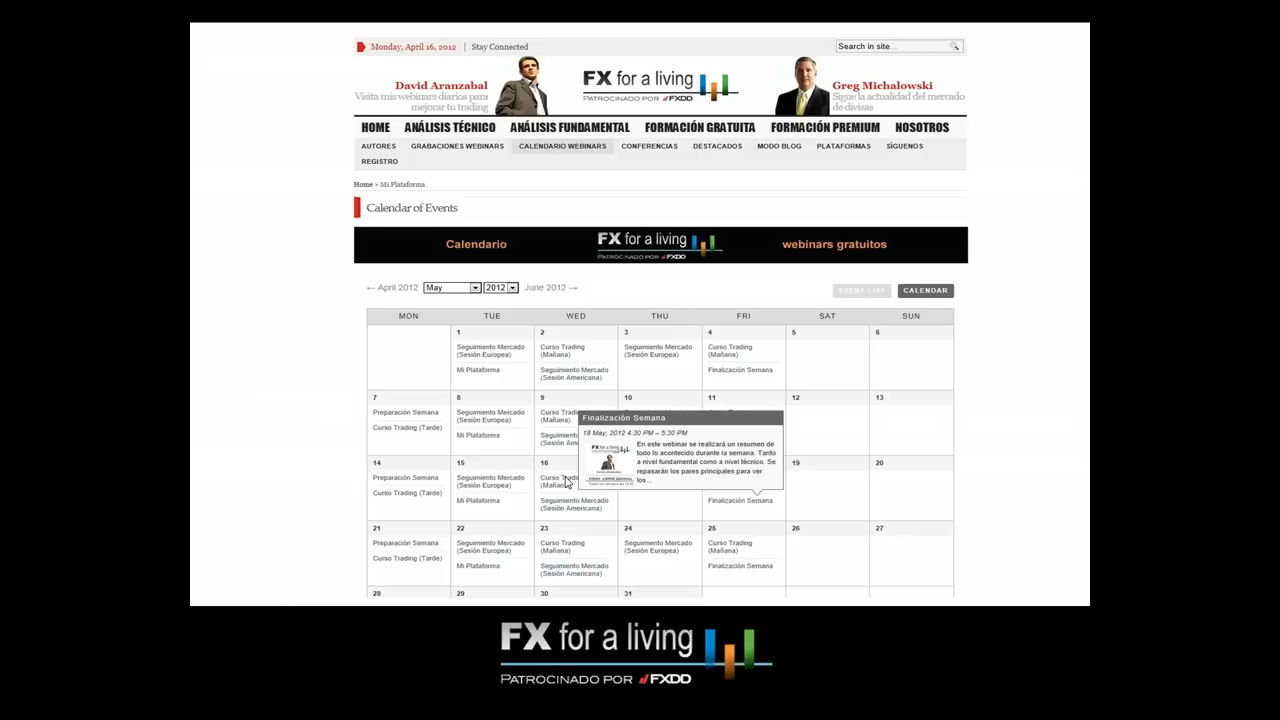 Monday, April 16, 2012 | Stay Connected
Search in site...
David Aranzabal
Visita mis webinars diarios para
mejorar tu trading
FX for a living
PATROCINADO POR FXDD
Greg Michalowski
Sigue la actualidad del mercado
de divisas
HOME ANÁLISIS TÉCNICO ANÁLISIS FUNDAMENTAL FORMACIÓN GRATUITA FORMACIÓN PREMIUM NOSOTROS
AUTORES GRABACIONES WEBINARS CALENDARIO WEBINARS CONFERENCIAS DESTACADOS MODO BLOG PLATAFORMAS SÍGUENOS
REGISTRO
Home » Mi Plataforma
Calendar of Events
Calendario
FX for a living
PATROCINADO POR FXDD
webinars gratuitos
← April 2012 May 2012 June 2012 →
CALENDAR
MON TUE WED THU FRI SAT SUN
1 2 3 4 5 6
Seguimiento Mercado Curso Trading Seguimiento Mercado Curso Trading
(Sesión Europea) (Mañana) (Sesión Europea) (Mañana)
Mi Plataforma Seguimiento Mercado Finalización Semana
(Sesión Americana)
7 8 9 10 11 12 13
Preparación Semana Seguimiento Mercado
(Sesión Europea)
Curso Trading (Tarde) Mi Plataforma
Finalización Semana
18 May, 2012 4:30 PM – 5:30 PM
En este webinar se realizará un resumen de
todo lo acontecido durante la semana. Tanto
a nivel fundamental como a nivel técnico. Se
repasarán los pares principales para ver
los...
14 15 16 19 20
Preparación Semana Seguimiento Mercado
(Sesión Europea)
Curso Trading (Tarde) Mi Plataforma Seguimiento Mercado Finalización Semana
(Sesión Americana)
21 22 23 24 25 26 27
Preparación Semana Seguimiento Mercado Curso Trading Seguimiento Mercado Curso Trading
(Sesión Europea) (Mañana) (Sesión Europea) (Mañana)
Curso Trading (Tarde) Mi Plataforma Seguimiento Mercado Finalización Semana
(Sesión Americana)
28 29 30 31
FX for a living
PATROCINADO POR FXDD